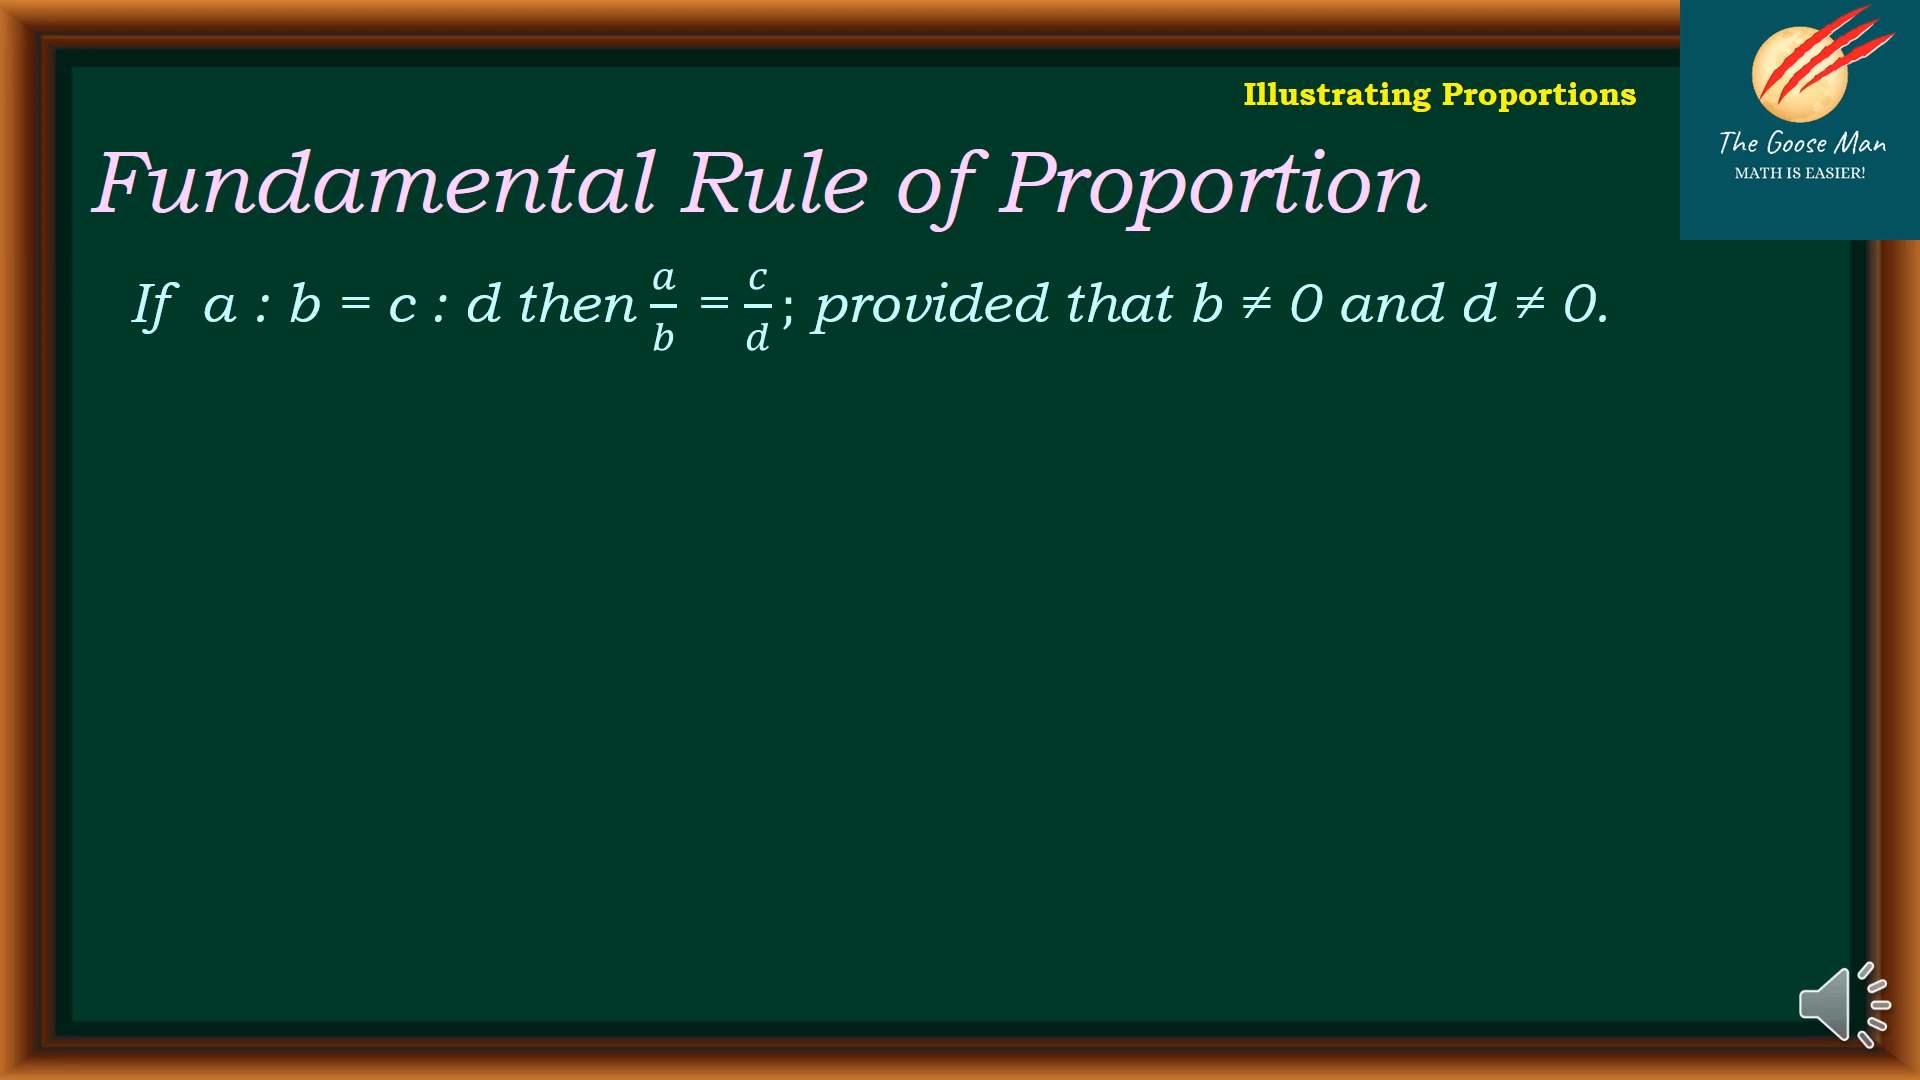 Illustrating Proportions
The Goose Man
MATH IS EASIER!
Fundamental Rule of Proportion
If a : b = c : d then a/b = c/d ; provided that b ≠ 0 and d ≠ 0.